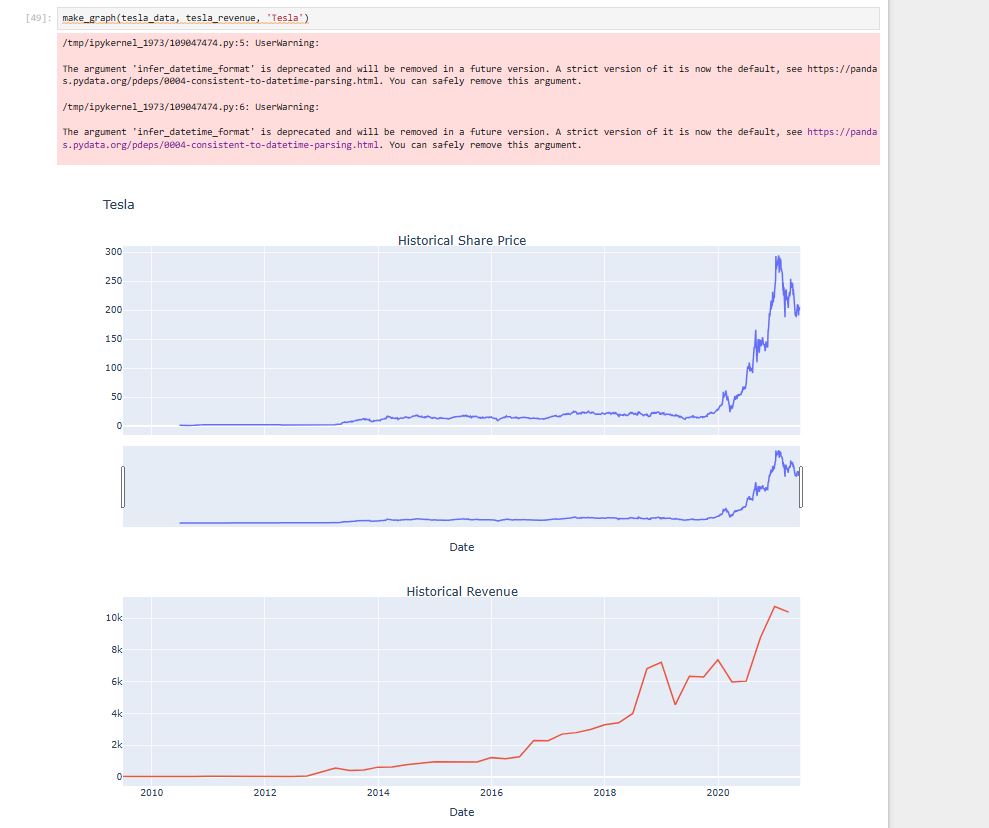 [49]: make_graph(tesla_data, tesla_revenue, 'Tesla')
/tmp/ipykernel_1973/109047474.py:5: UserWarning:
The argument 'infer_datetime_format' is deprecated and will be removed in a future version. A strict version of it is now the default, see https://panda
s.pydata.org/pdeps/0004-consistent-to-datetime-parsing.html. You can safely remove this argument.
/tmp/ipykernel_1973/109047474.py:6: UserWarning:
The argument 'infer_datetime_format' is deprecated and will be removed in a future version. A strict version of it is now the default, see https://panda
s.pydata.org/pdeps/0004-consistent-to-datetime-parsing.html. You can safely remove this argument.
Tesla
Historical Share Price
300
250
200
150
100
50
0
Date
Historical Revenue
10k
8k
6k
4k
2k
0
2010 2012 2014 2016 2018 2020
Date